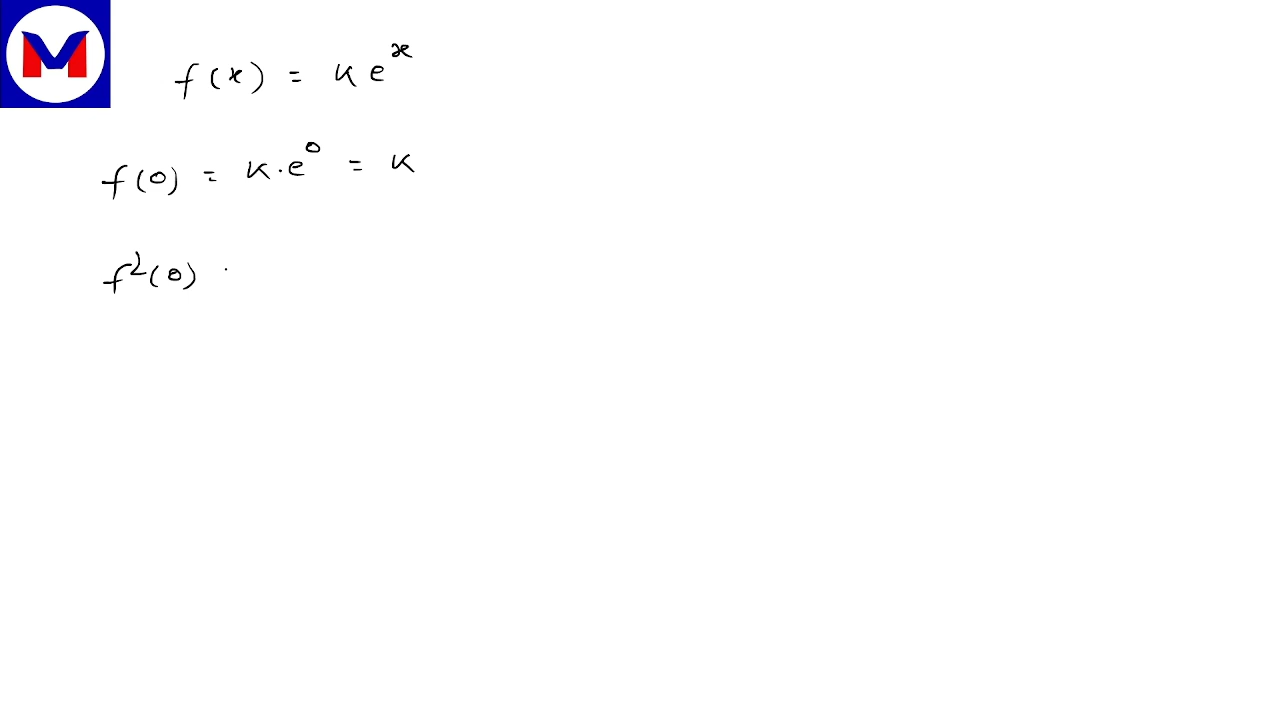 f(x) = k e^x
f(0) = k·e^0 = k
f^2(0)